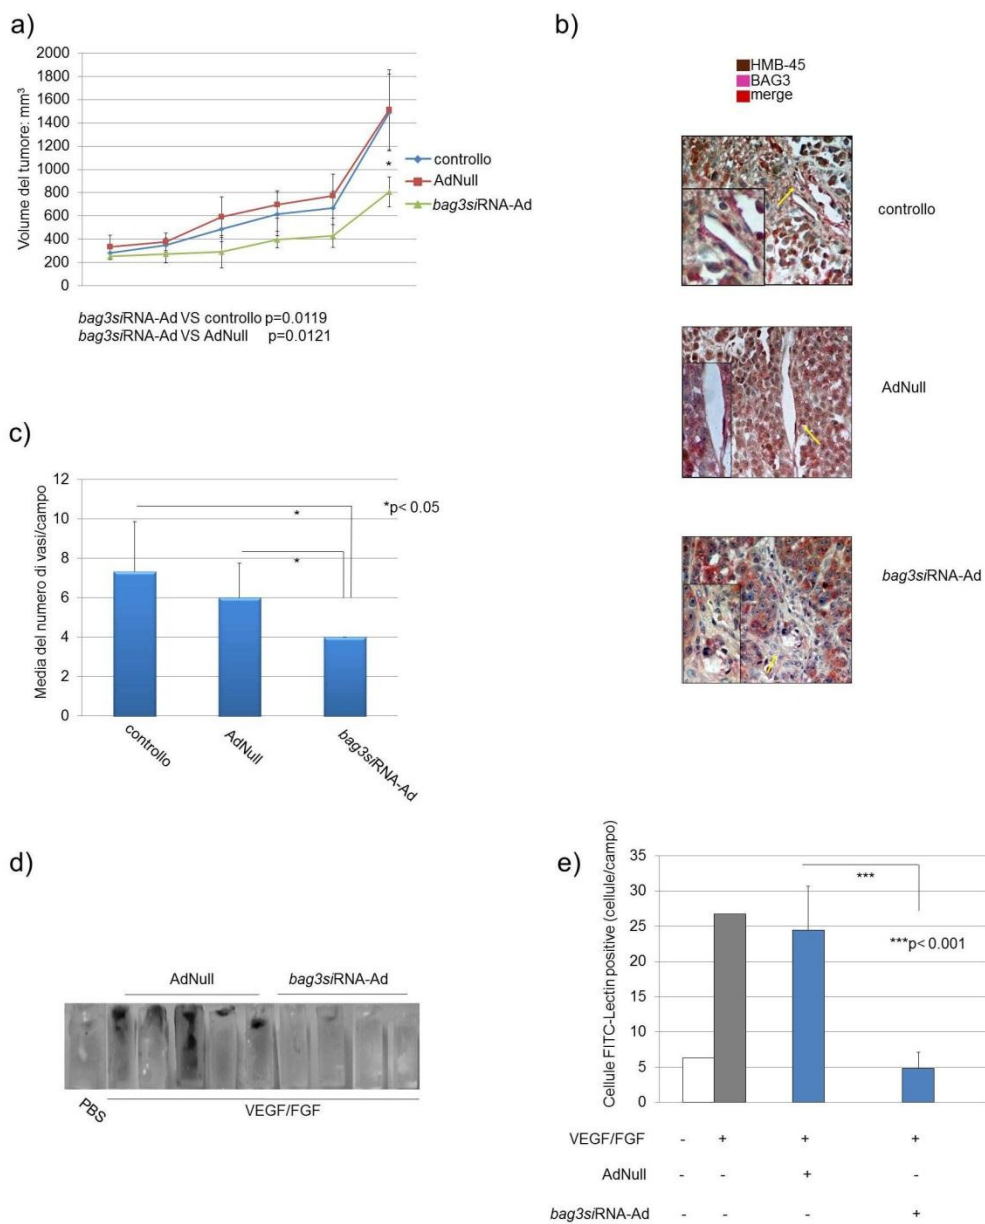 a)
2000
1800
1600
1400
1200
1000
800
600
400
200
0
Volume del tumore: mm³
*
controllo
AdNull
bag3siRNA-Ad
bag3siRNA-Ad VS controllo p=0.0119
bag3siRNA-Ad VS AdNull p=0.0121
b)
HMB-45
BAG3
merge
controllo
AdNull
bag3siRNA-Ad
c)
12
10
8
6
4
2
0
Media del numero di vasi/campo
*
*
*p< 0.05
controllo
AdNull
bag3siRNA-Ad
d)
AdNull bag3siRNA-Ad
PBS
VEGF/FGF
e)
35
30
25
20
15
10
5
0
Cellule FITC-Lectin positive (cellule/campo)
***
***p< 0.001
VEGF/FGF - + + +
AdNull - - + -
bag3siRNA-Ad - - - +